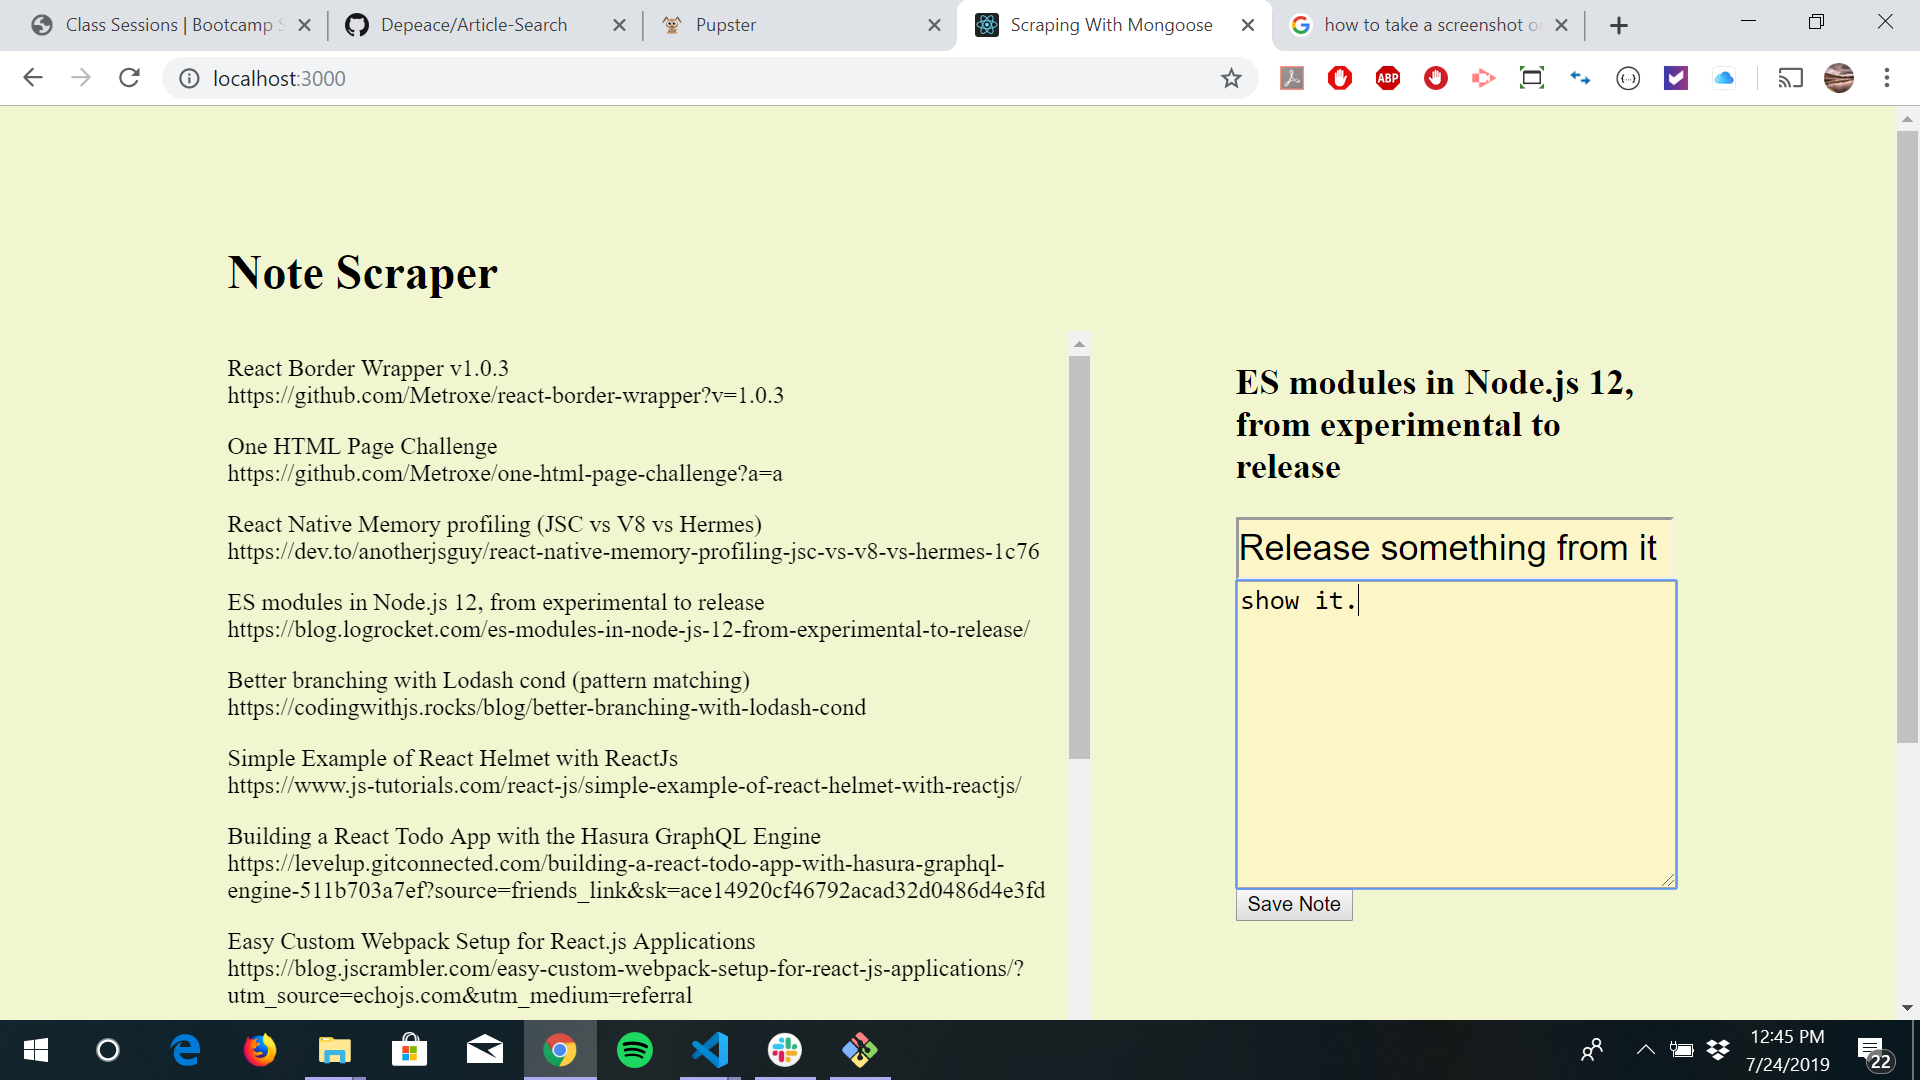 Class Sessions | Bootcamp S
Depeace/Article-Search
Pupster
Scraping With Mongoose
how to take a screenshot o
localhost:3000
ABP
Note Scraper
React Border Wrapper v1.0.3
https://github.com/Metroxe/react-border-wrapper?v=1.0.3
One HTML Page Challenge
https://github.com/Metroxe/one-html-page-challenge?a=a
React Native Memory profiling (JSC vs V8 vs Hermes)
https://dev.to/anotherjsguy/react-native-memory-profiling-jsc-vs-v8-vs-hermes-1c76
ES modules in Node.js 12, from experimental to release
https://blog.logrocket.com/es-modules-in-node-js-12-from-experimental-to-release/
Better branching with Lodash cond (pattern matching)
https://codingwithjs.rocks/blog/better-branching-with-lodash-cond
Simple Example of React Helmet with ReactJs
https://www.js-tutorials.com/react-js/simple-example-of-react-helmet-with-reactjs/
Building a React Todo App with the Hasura GraphQL Engine
https://levelup.gitconnected.com/building-a-react-todo-app-with-hasura-graphql-
engine-511b703a7ef?source=friends_link&sk=ace14920cf46792acad32d0486d4e3fd
Easy Custom Webpack Setup for React.js Applications
https://blog.jscrambler.com/easy-custom-webpack-setup-for-react-js-applications/?
utm_source=echojs.com&utm_medium=referral
ES modules in Node.js 12,
from experimental to
release
Release something from it
show it.
Save Note
12:45 PM
7/24/2019
22